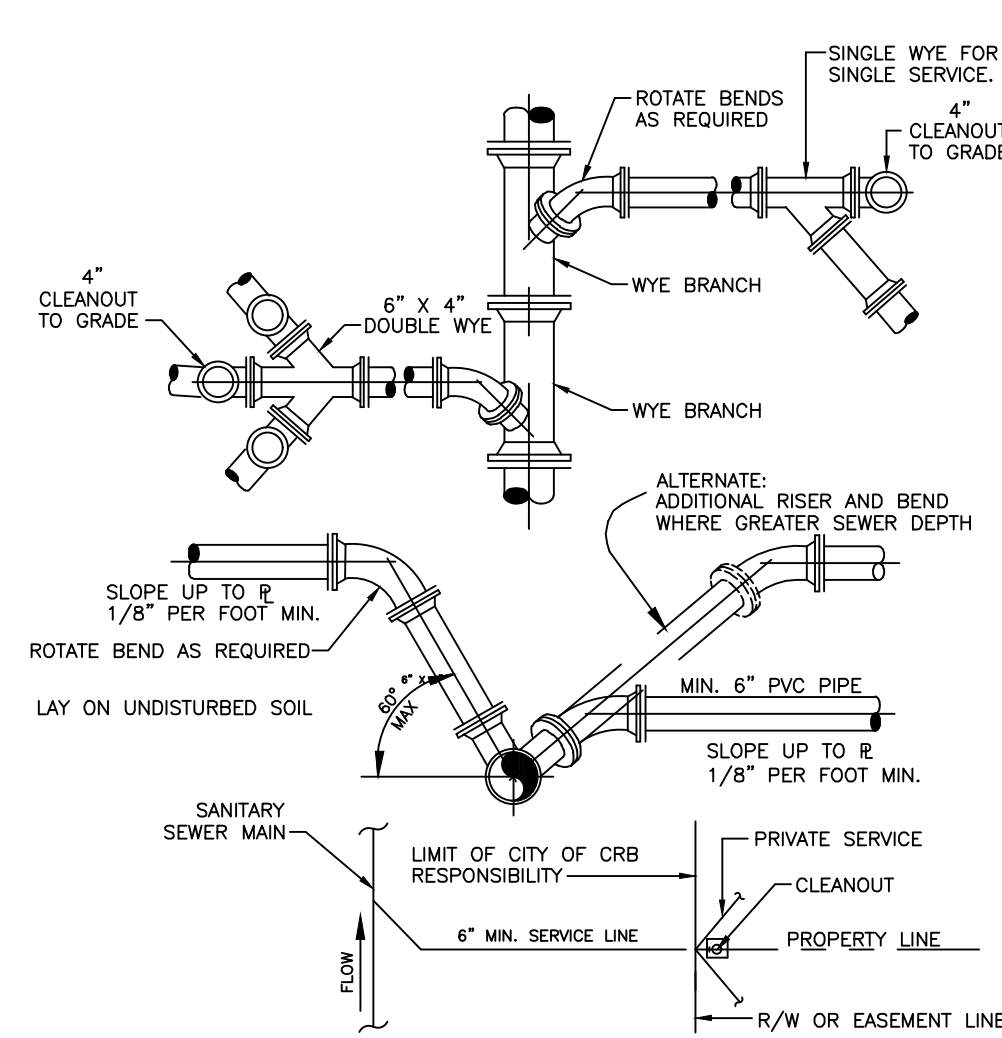 SINGLE WYE FOR
SINGLE SERVICE.
4"
CLEANOUT
TO GRADE
ROTATE BENDS
AS REQUIRED
WYE BRANCH
4"
CLEANOUT
TO GRADE
6" X 4"
DOUBLE WYE
WYE BRANCH
ALTERNATE:
ADDITIONAL RISER AND BEND
WHERE GREATER SEWER DEPTH
SLOPE UP TO ⅊
1/8" PER FOOT MIN.
ROTATE BEND AS REQUIRED
6" X
60°
MAX
LAY ON UNDISTURBED SOIL
MIN. 6" PVC PIPE
SLOPE UP TO ⅊
1/8" PER FOOT MIN.
SANITARY
SEWER MAIN
LIMIT OF CITY OF CRB
RESPONSIBILITY
PRIVATE SERVICE
CLEANOUT
6" MIN. SERVICE LINE
PROPERTY LINE
FLOW
R/W OR EASEMENT LINE